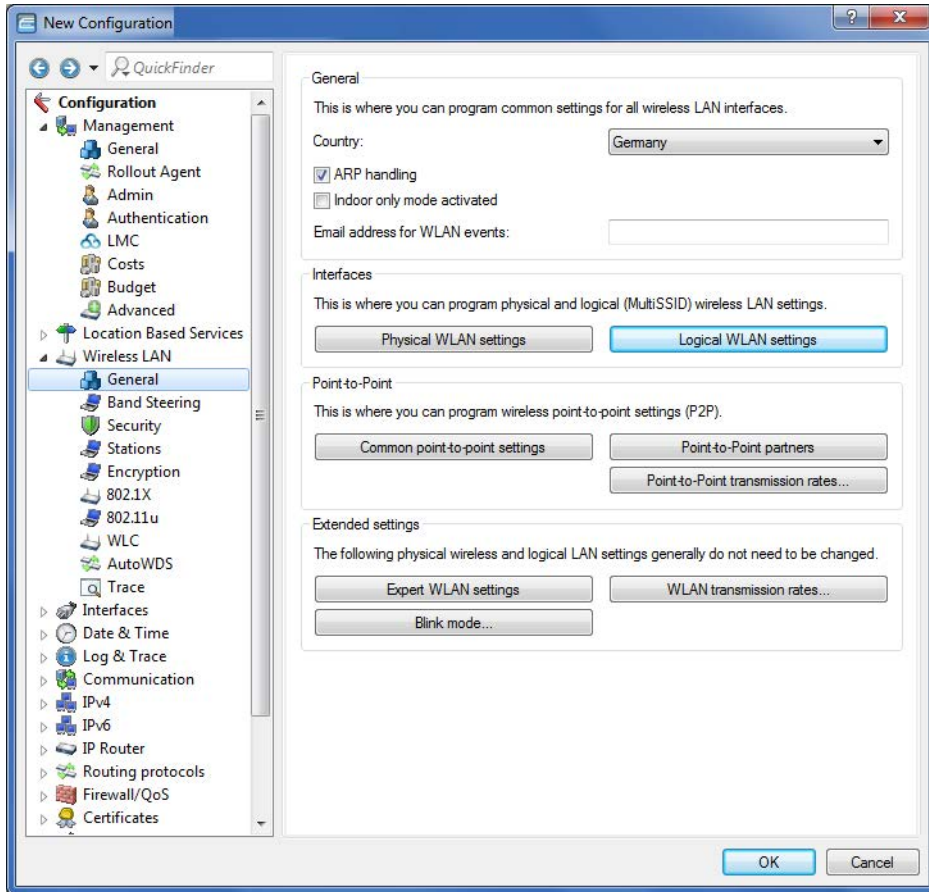 New Configuration
QuickFinder
Configuration
Management
General
Rollout Agent
Admin
Authentication
LMC
Costs
Budget
Advanced
Location Based Services
Wireless LAN
General
Band Steering
Security
Stations
Encryption
802.1X
802.11u
WLC
AutoWDS
Trace
Interfaces
Date & Time
Log & Trace
Communication
IPv4
IPv6
IP Router
Routing protocols
Firewall/QoS
Certificates
General
This is where you can program common settings for all wireless LAN interfaces.
Country: Germany
ARP handling
Indoor only mode activated
Email address for WLAN events:
Interfaces
This is where you can program physical and logical (MultiSSID) wireless LAN settings.
Physical WLAN settings Logical WLAN settings
Point-to-Point
This is where you can program wireless point-to-point settings (P2P).
Common point-to-point settings Point-to-Point partners
Point-to-Point transmission rates...
Extended settings
The following physical wireless and logical LAN settings generally do not need to be changed.
Expert WLAN settings WLAN transmission rates...
Blink mode...
OK Cancel